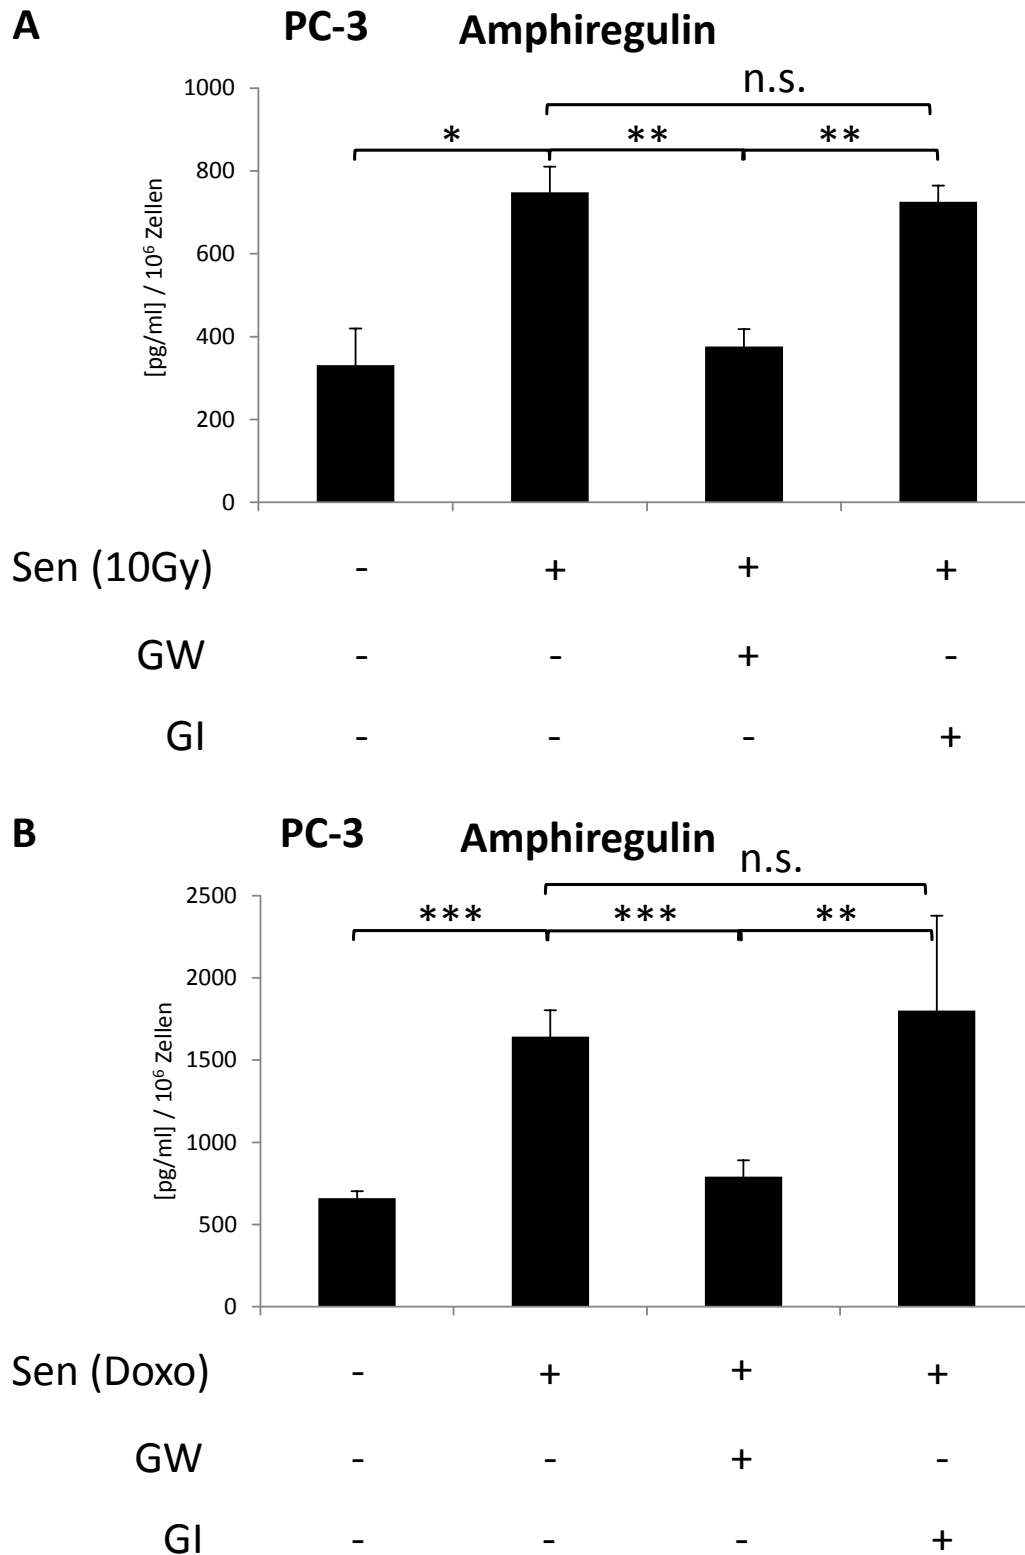 A PC-3 Amphiregulin
n.s.
* ** **
[pg/ml] / 10⁶ Zellen
1000
800
600
400
200
0
Sen (10Gy) - + + +
GW - - + -
GI - - - +
B PC-3 Amphiregulin
n.s.
*** *** **
[pg/ml] / 10⁶ Zellen
2500
2000
1500
1000
500
0
Sen (Doxo) - + + +
GW - - + -
GI - - - +